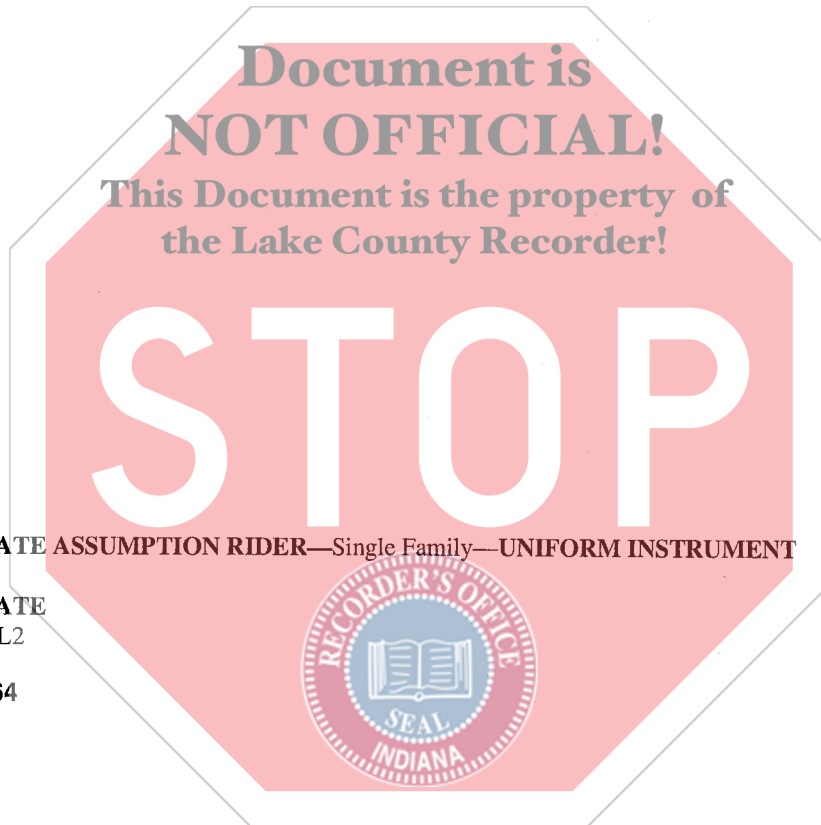 Document is
NOT OFFICIAL!
This Document is the property of
the Lake County Recorder!
STOP
ATE ASSUMPTION RIDER—Single Family—UNIFORM INSTRUMENT
ATE
L2
64
RECORDER'S OFFICE
SEAL
INDIANA